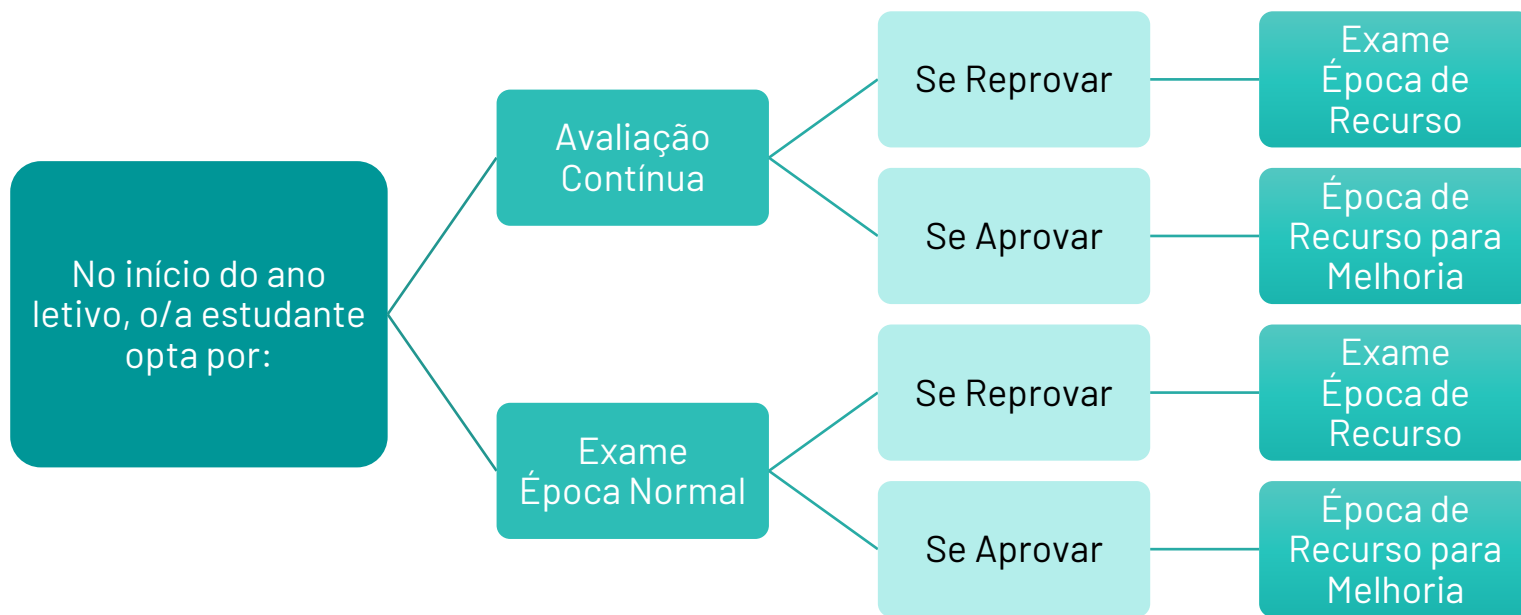 No início do ano
letivo, o/a estudante
opta por:
Avaliação
Contínua
Se Reprovar
Exame
Época de
Recurso
Se Aprovar
Época de
Recurso para
Melhoria
Exame
Época Normal
Se Reprovar
Exame
Época de
Recurso
Se Aprovar
Época de
Recurso para
Melhoria